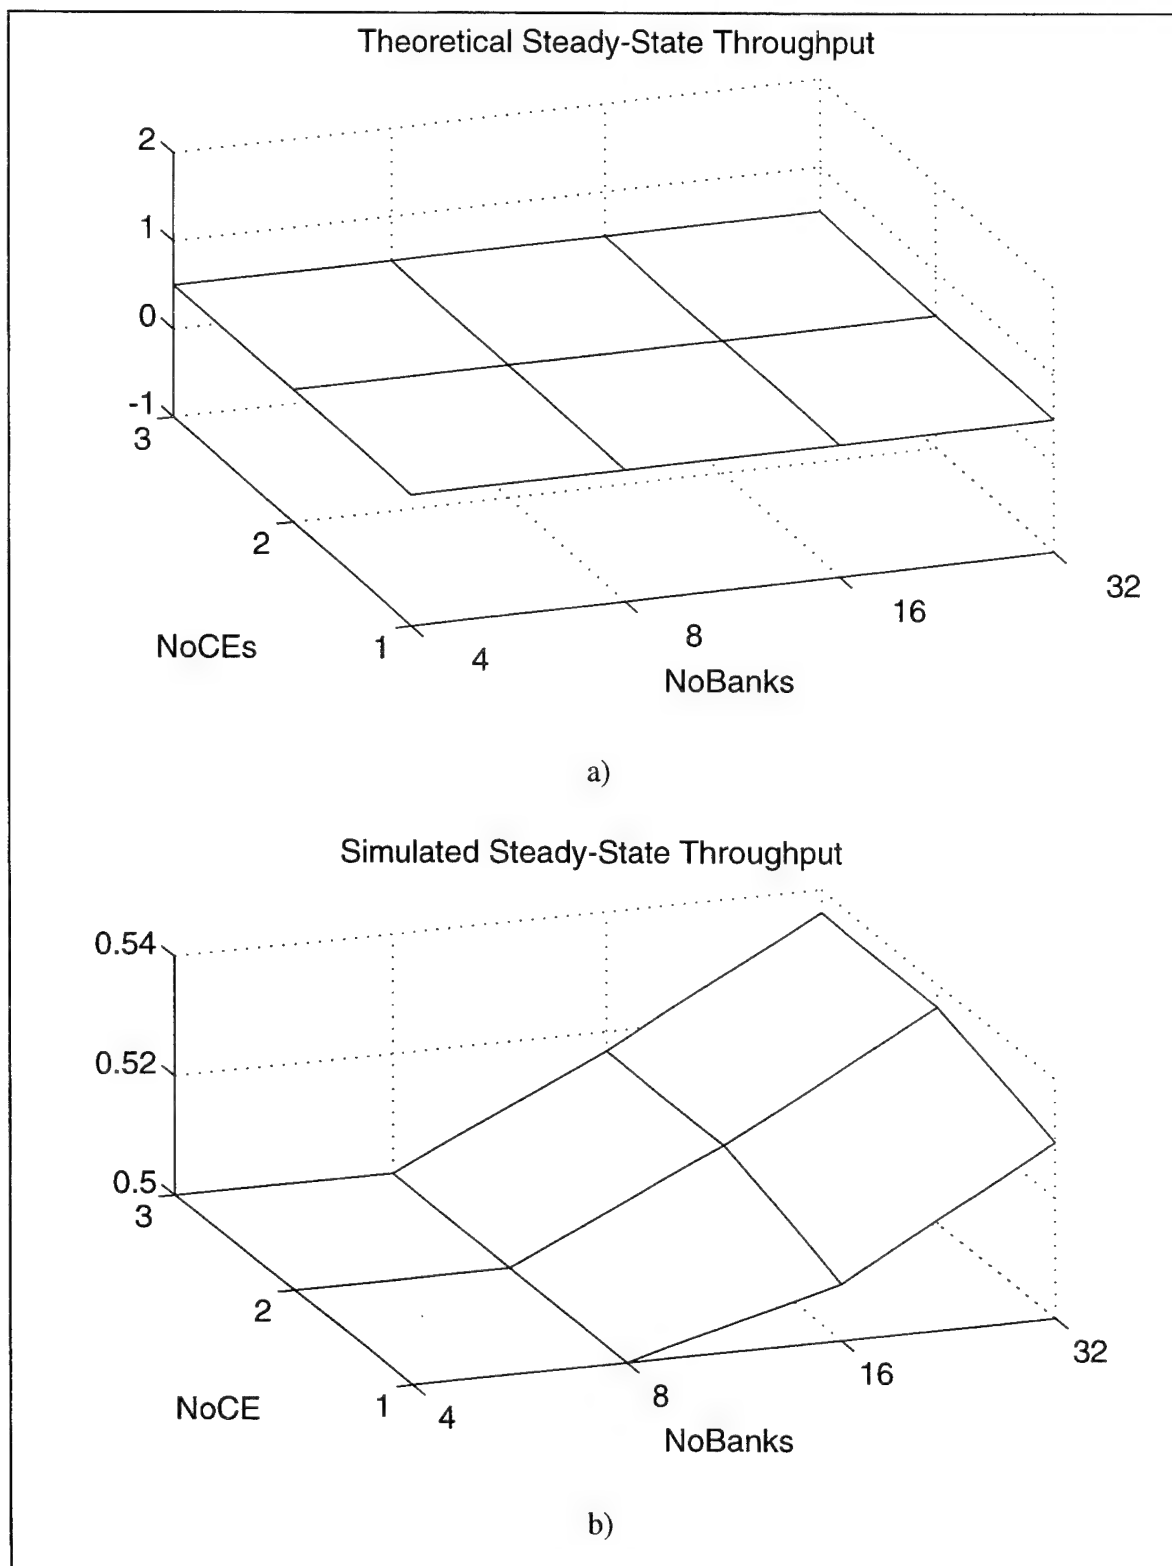 Theoretical Steady-State Throughput
2
1
0
-1
3
2
1
NoCEs
4
8
16
32
NoBanks
a)
Simulated Steady-State Throughput
0.54
0.52
0.5
3
2
1
NoCE
4
8
16
32
NoBanks
b)